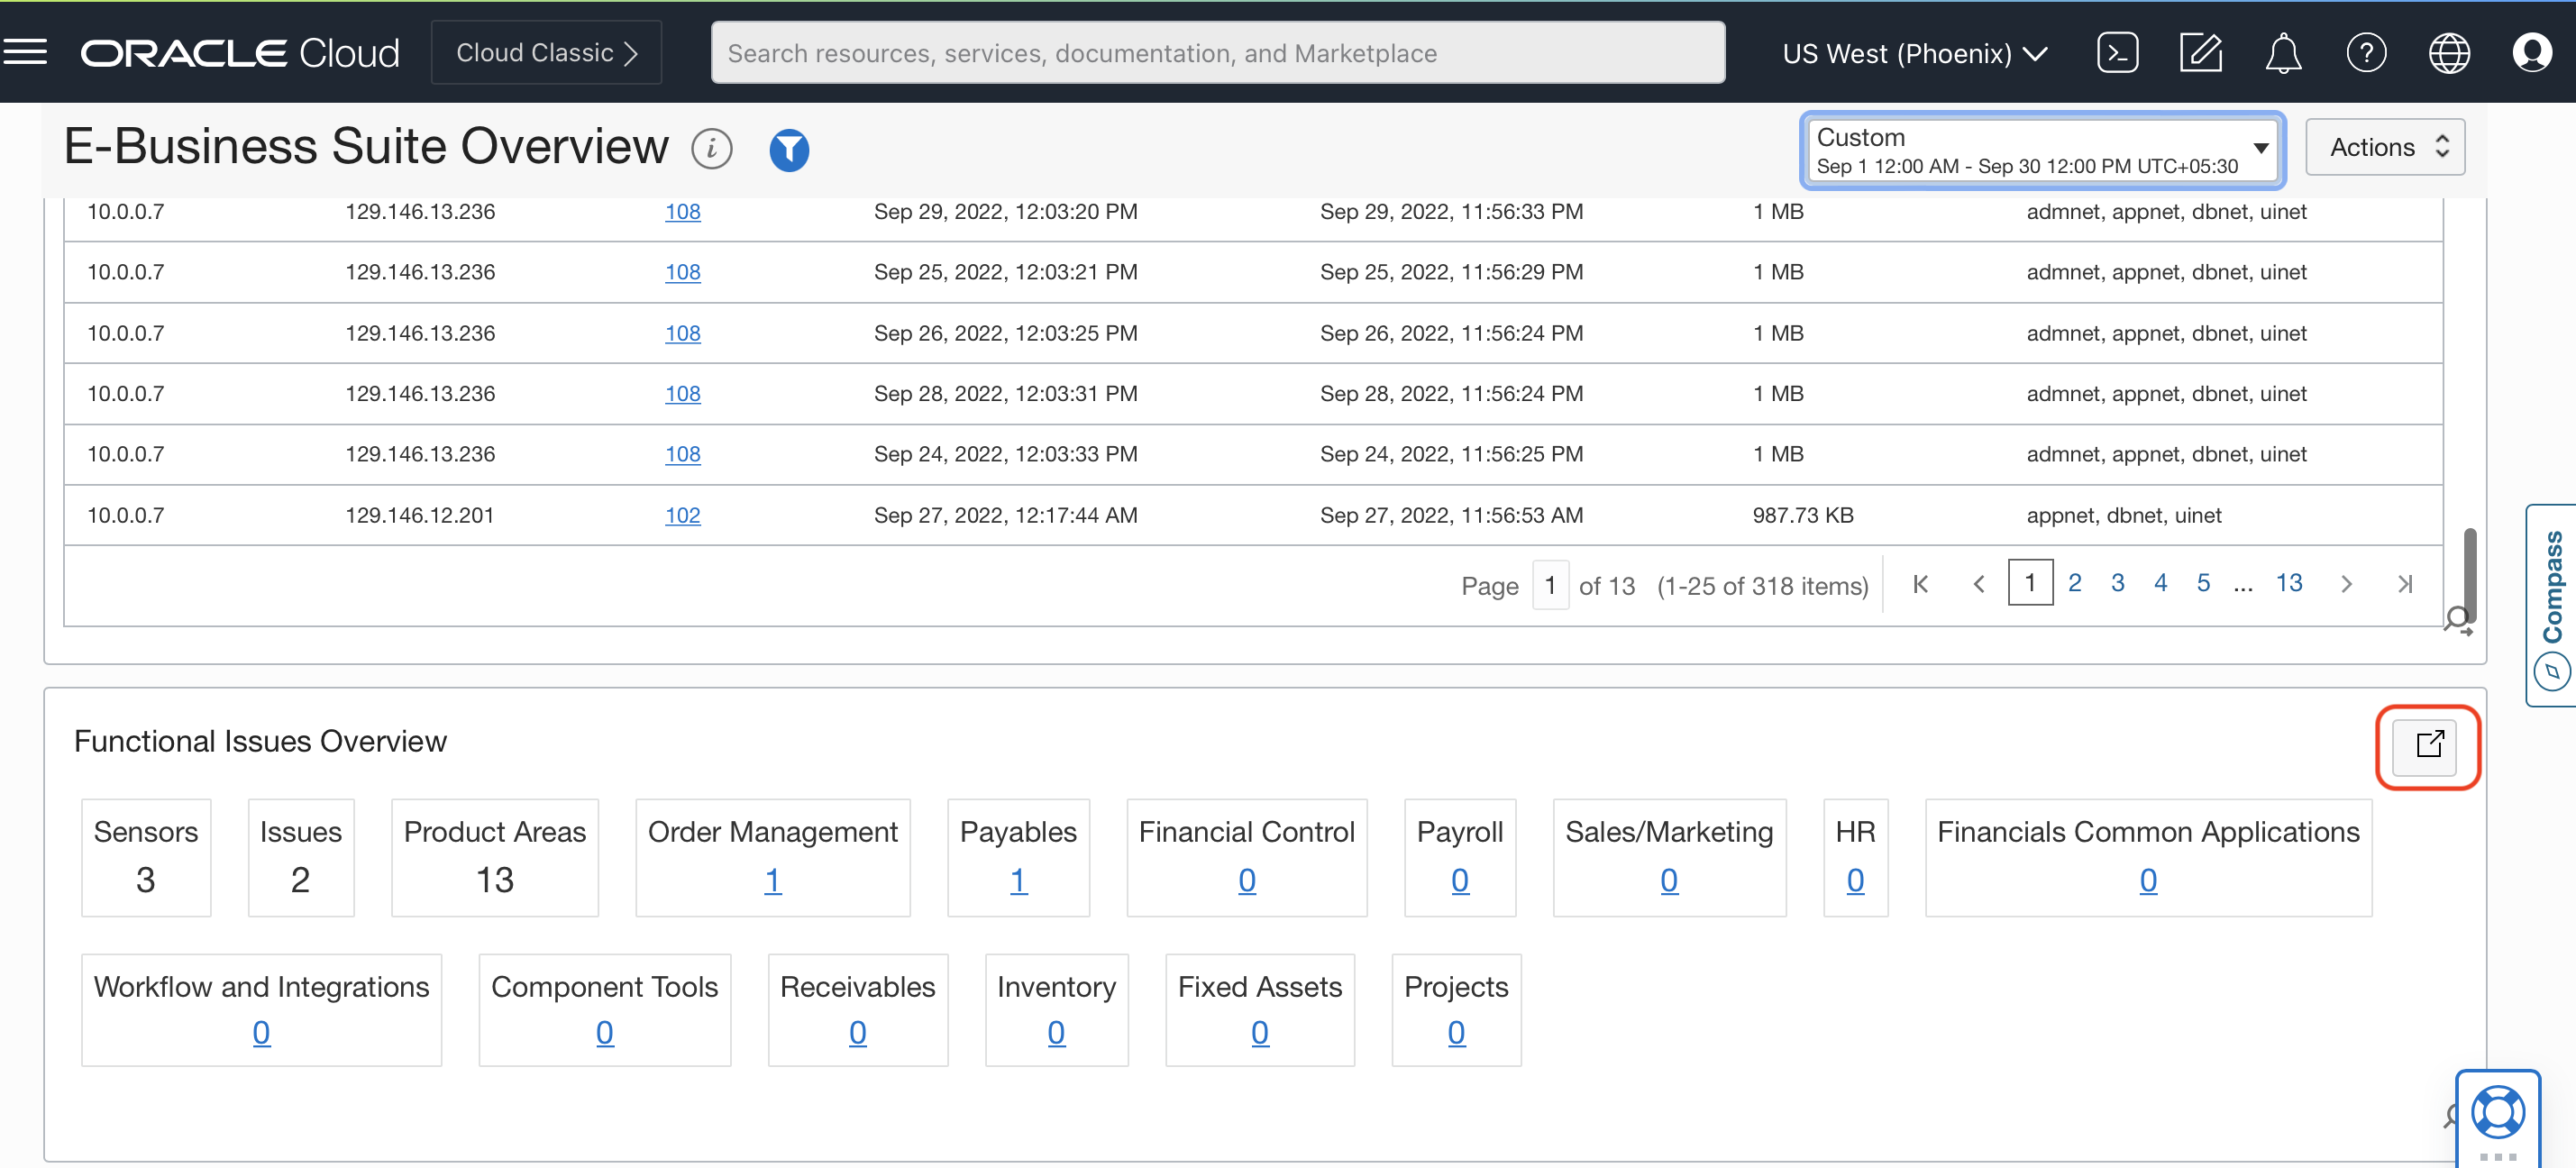 ORACLE Cloud Cloud Classic Search resources, services, documentation, and Marketplace US West (Phoenix)
E-Business Suite Overview i Custom Actions
Sep 1 12:00 AM - Sep 30 12:00 PM UTC+05:30
10.0.0.7 129.146.13.236 108 Sep 29, 2022, 12:03:20 PM Sep 29, 2022, 11:56:33 PM 1 MB admnet, appnet, dbnet, uinet
10.0.0.7 129.146.13.236 108 Sep 25, 2022, 12:03:21 PM Sep 25, 2022, 11:56:29 PM 1 MB admnet, appnet, dbnet, uinet
10.0.0.7 129.146.13.236 108 Sep 26, 2022, 12:03:25 PM Sep 26, 2022, 11:56:24 PM 1 MB admnet, appnet, dbnet, uinet
10.0.0.7 129.146.13.236 108 Sep 28, 2022, 12:03:31 PM Sep 28, 2022, 11:56:24 PM 1 MB admnet, appnet, dbnet, uinet
10.0.0.7 129.146.13.236 108 Sep 24, 2022, 12:03:33 PM Sep 24, 2022, 11:56:25 PM 1 MB admnet, appnet, dbnet, uinet
10.0.0.7 129.146.12.201 102 Sep 27, 2022, 12:17:44 AM Sep 27, 2022, 11:56:53 AM 987.73 KB appnet, dbnet, uinet
Page 1 of 13 (1-25 of 318 items) 1 2 3 4 5 ... 13
Compass
Functional Issues Overview
Sensors Issues Product Areas Order Management Payables Financial Control Payroll Sales/Marketing HR Financials Common Applications
3 2 13 1 1 0 0 0 0 0
Workflow and Integrations Component Tools Receivables Inventory Fixed Assets Projects
0 0 0 0 0 0